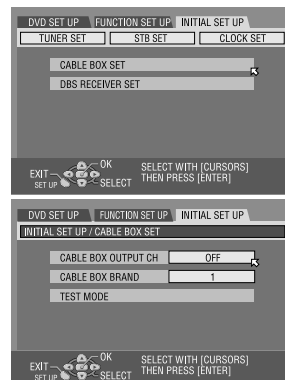 DVD SET UP FUNCTION SET UP INITIAL SET UP
TUNER SET STB SET CLOCK SET
CABLE BOX SET
DBS RECEIVER SET
EXIT OK SELECT WITH [CURSORS]
SET UP SELECT THEN PRESS [ENTER]
DVD SET UP FUNCTION SET UP INITIAL SET UP
INITIAL SET UP / CABLE BOX SET
CABLE BOX OUTPUT CH OFF
CABLE BOX BRAND 1
TEST MODE
EXIT OK SELECT WITH [CURSORS]
SET UP SELECT THEN PRESS [ENTER]